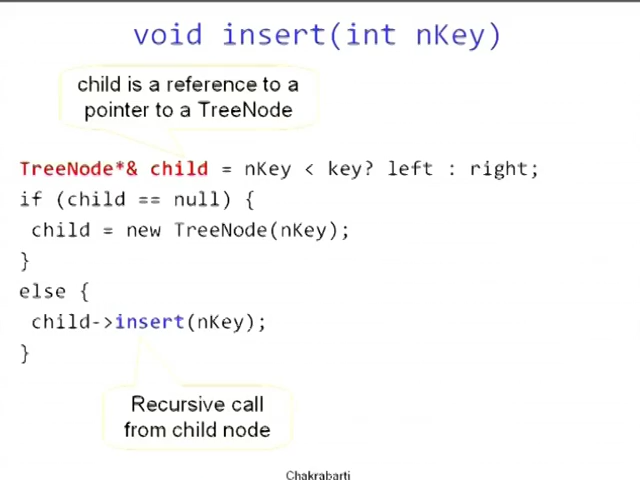 void insert(int nKey)
child is a reference to a
pointer to a TreeNode
TreeNode*& child = nKey < key? left : right;
if (child == null) {
child = new TreeNode(nKey);
}
else {
child->insert(nKey);
}
Recursive call
from child node
Chakrabarti